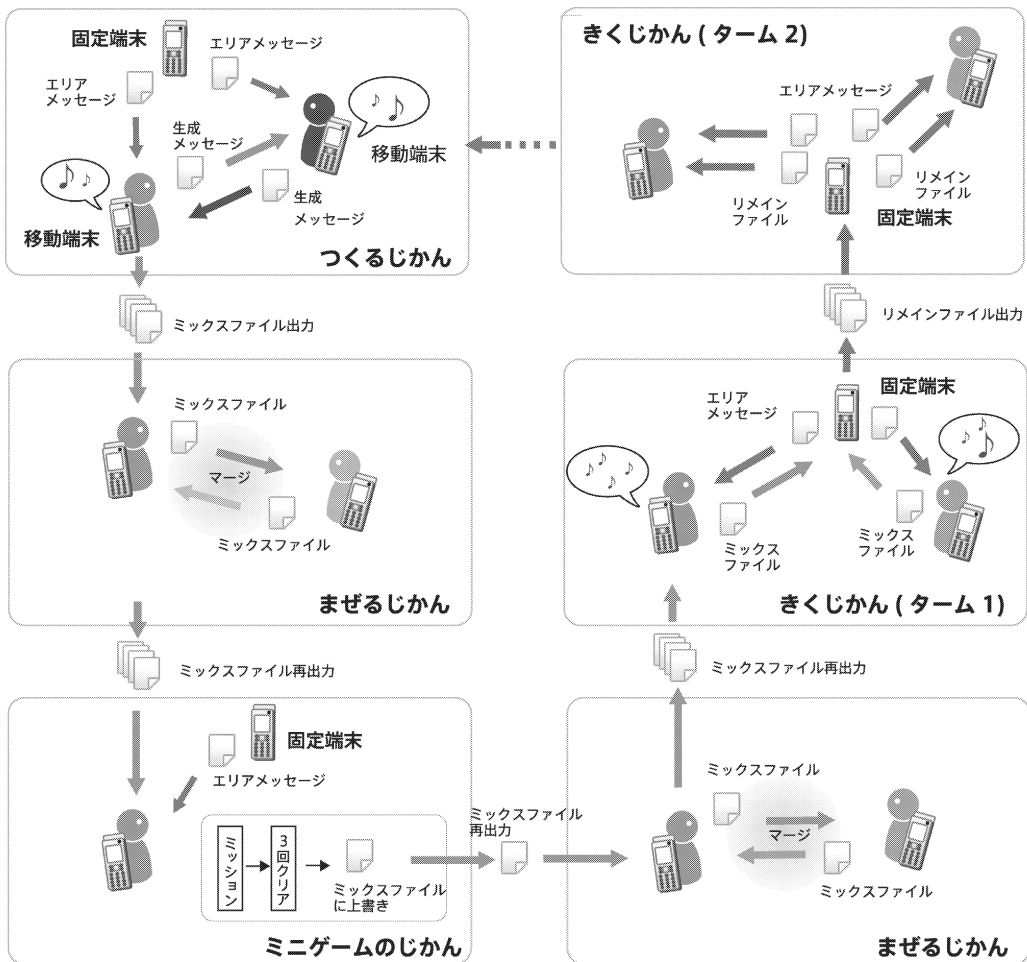 固定端末
エリアメッセージ
エリア
メッセージ
生成
メッセージ
移動端末
生成
メッセージ
移動端末
つくるじかん
ミックスファイル出力
ミックスファイル
マージ
ミックスファイル
まぜるじかん
ミックスファイル再出力
固定端末
エリアメッセージ
ミッション
3回クリア
ミックスファイル
に上書き
ミニゲームのじかん
ミックスファイル
再出力
ミックスファイル
マージ
ミックスファイル
まぜるじかん
ミックスファイル再出力
固定端末
エリア
メッセージ
ミックス
ファイル
ミックス
ファイル
きくじかん ( ターム 1)
リメインファイル出力
きくじかん ( ターム 2)
エリアメッセージ
リメイン
ファイル
リメイン
ファイル
固定端末